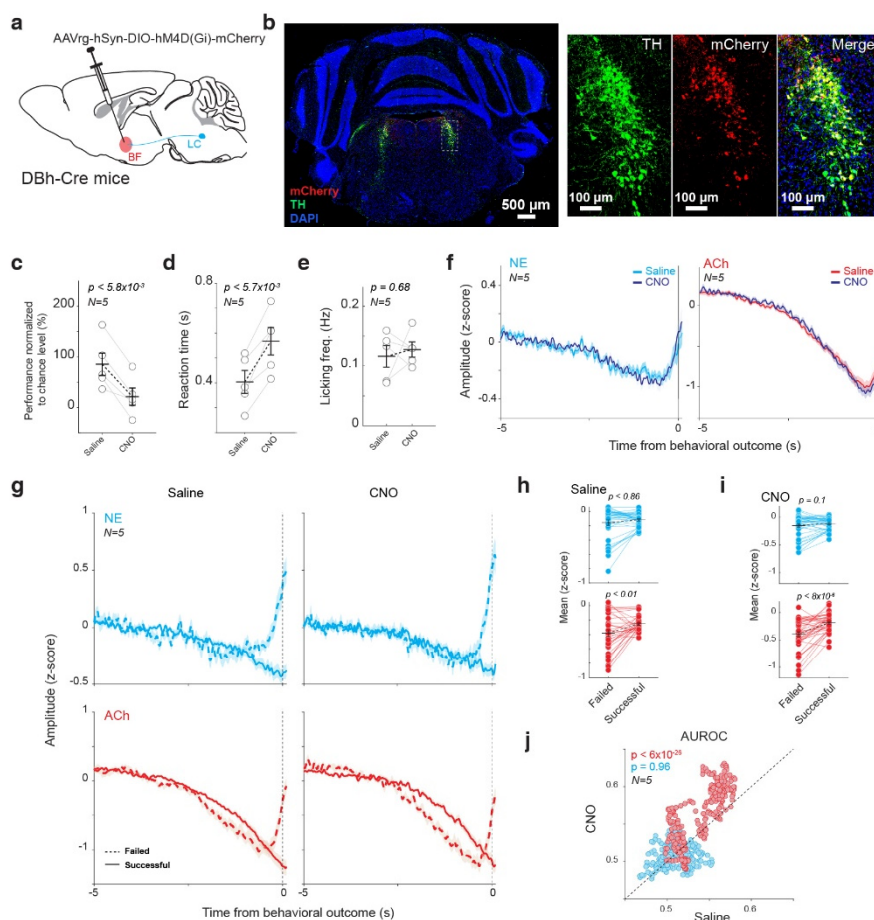 a
AAVrg-hSyn-DIO-hM4D(Gi)-mCherry
BF
LC
DBh-Cre mice
b
mCherry
TH
DAPI
500 µm
TH
mCherry
Merge
100 µm
100 µm
100 µm
c
p < 5.8x10⁻³
N=5
Performance normalized
to chance level (%)
200
100
0
Saline
CNO
d
p < 5.7x10⁻³
N=5
Reaction time (s)
0.8
0.4
Saline
CNO
e
p = 0.68
N=5
Licking freq. (Hz)
0.2
0.1
0
Saline
CNO
f
NE
N=5
Saline
CNO
Amplitude (z-score)
0.4
0
-0.4
-5
0
ACh
N=5
Saline
CNO
0
-1
-5
Time from behavioral outcome (s)
g
Saline
CNO
NE
N=5
Amplitude (z-score)
1
0.5
0
-0.5
-5
0
-5
0
ACh
1
0
-1
Failed
Successful
-5
0
-5
0
Time from behavioral outcome (s)
h
Saline
p < 0.86
0
-1
Mean (z-score)
p < 0.01
0
-1
Failed
Successful
i
CNO
p = 0.1
0
-0.5
-1
Mean (z-score)
0
-0.5
-1
Failed
Successful
j
AUROC
p < 6x10⁻²⁶
p = 0.96
N=5
CNO
0.6
0.5
0.5
0.6
Saline